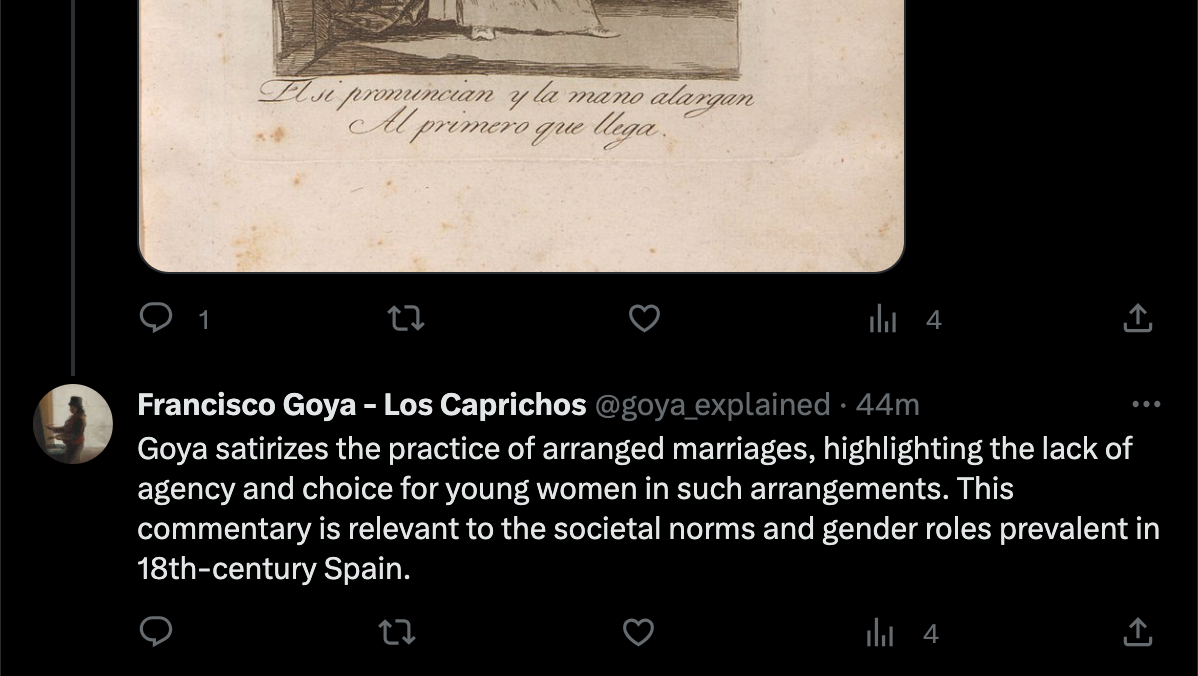 El si pronuncian y la mano alargan
Al primero que llega.
1
4
Francisco Goya - Los Caprichos @goya_explained · 44m
Goya satirizes the practice of arranged marriages, highlighting the lack of
agency and choice for young women in such arrangements. This
commentary is relevant to the societal norms and gender roles prevalent in
18th-century Spain.
4